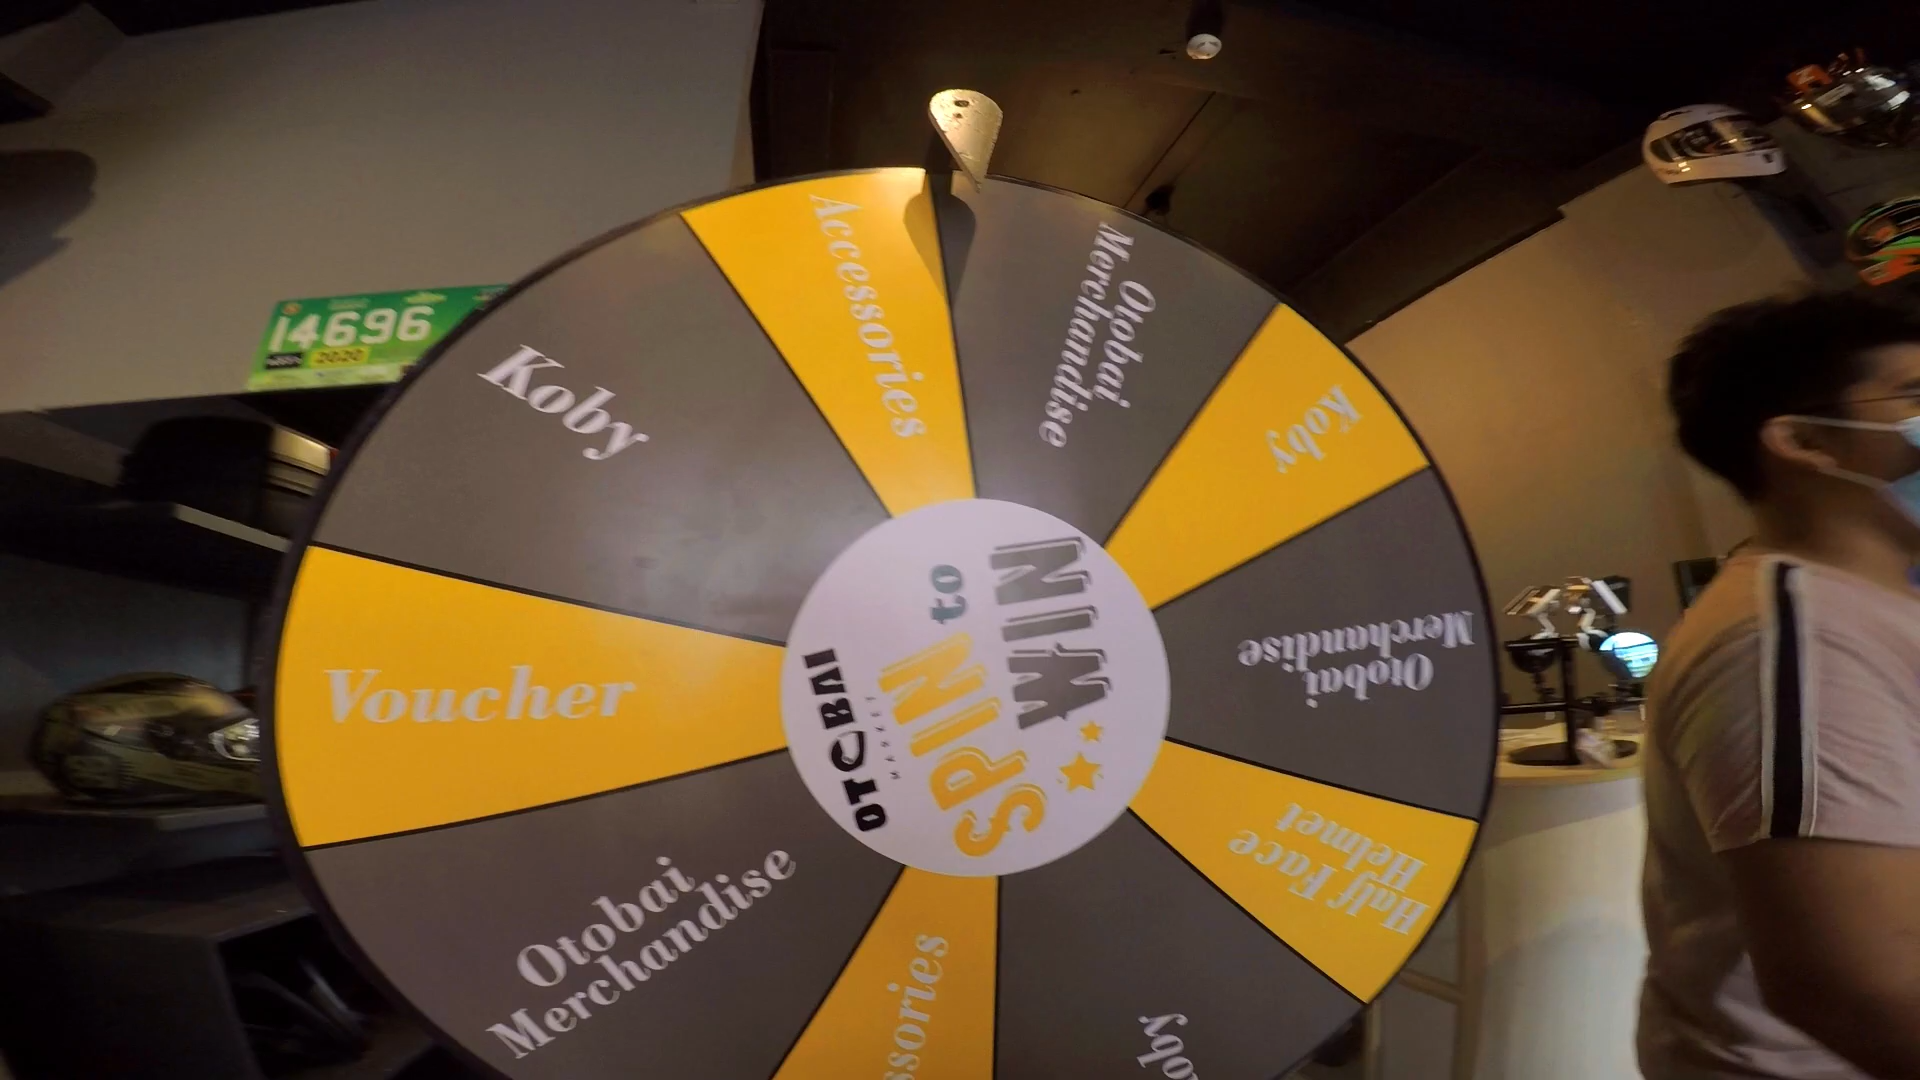 14696
2020
Accessories
Otobai
Merchandise
Koby
Otobai
Merchandise
Half Face
Helmet
Koby
Voucher
Otobai
Merchandise
OTOBAI
MARKET
SPIN to
WIN